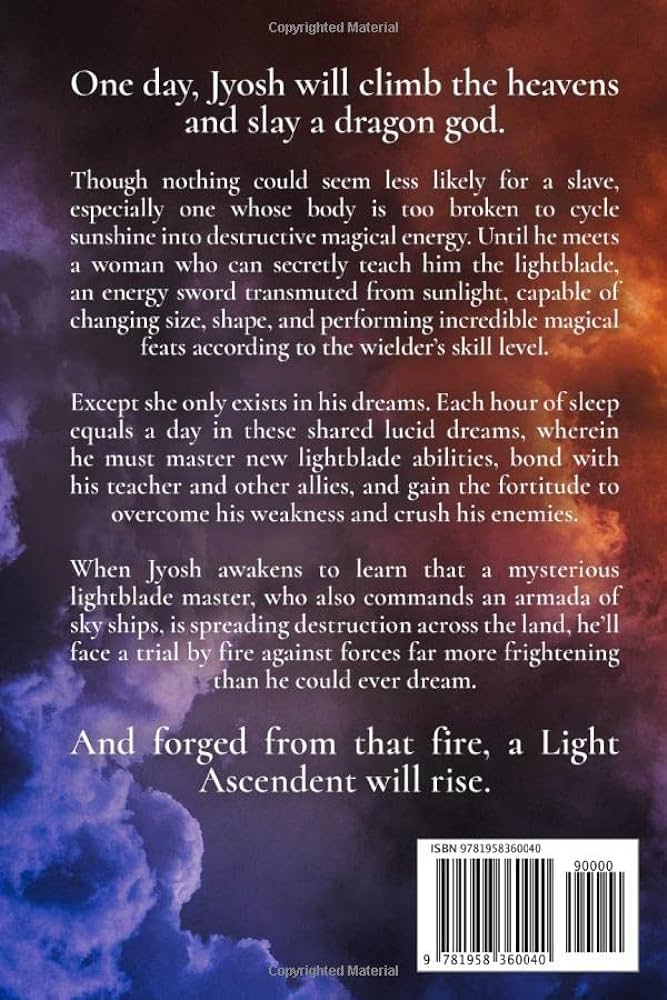 Copyrighted Material
One day, Jyosh will climb the heavens
and slay a dragon god.
Though nothing could seem less likely for a slave,
especially one whose body is too broken to cycle
sunshine into destructive magical energy. Until he meets
a woman who can secretly teach him the lightblade,
an energy sword transmuted from sunlight, capable of
changing size, shape, and performing incredible magical
feats according to the wielder's skill level.
Except she only exists in his dreams. Each hour of sleep
equals a day in these shared lucid dreams, wherein
he must master new lightblade abilities, bond with
his teacher and other allies, and gain the fortitude to
overcome his weakness and crush his enemies.
When Jyosh awakens to learn that a mysterious
lightblade master, who also commands an armada of
sky ships, is spreading destruction across the land, he'll
face a trial by fire against forces far more frightening
than he could ever dream.
And forged from that fire, a Light
Ascendent will rise.
ISBN 9781958360040
90000
9 781958 360040
Copyrighted Material